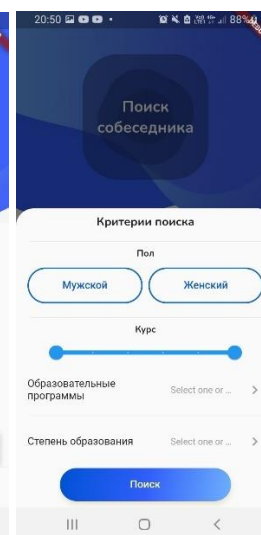 20:50
88%
Поиск
собеседника
Критерии поиска
Пол
Мужской Женский
Курс
Образовательные
программы
Select one or ...
Степень образования Select one or ...
Поиск